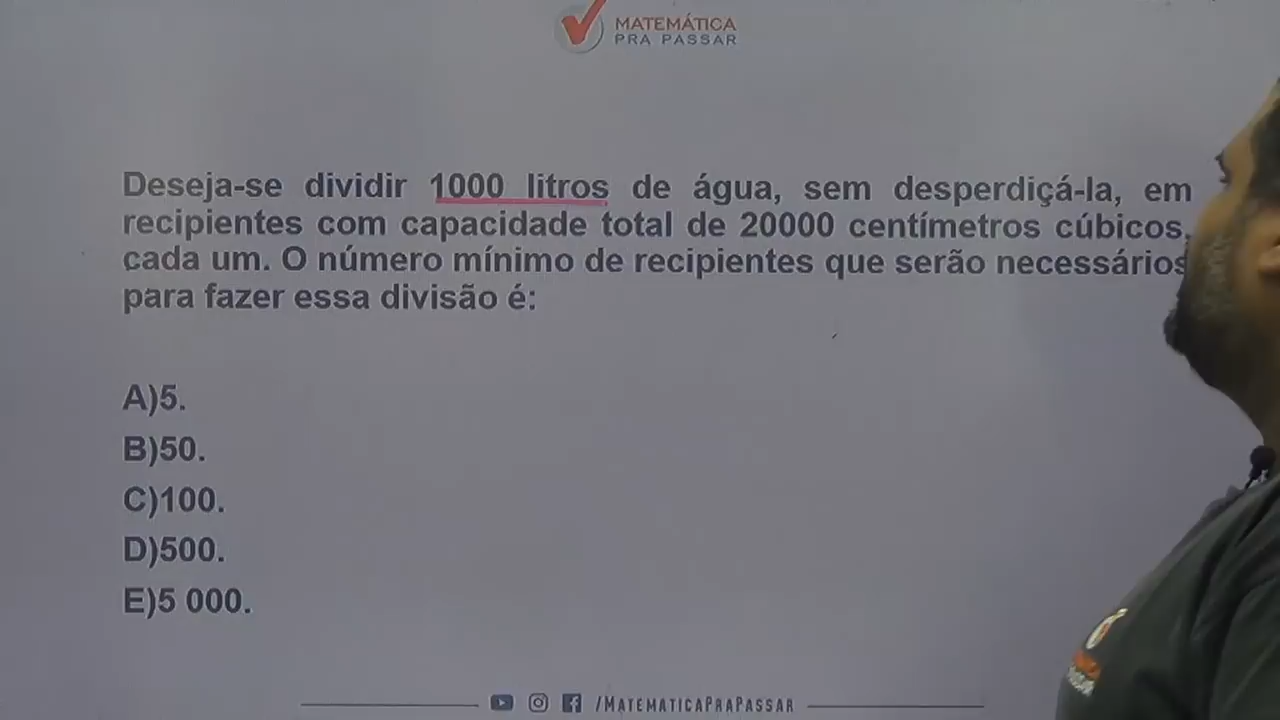 MATEMÁTICA
PRA PASSAR
Deseja-se dividir 1000 litros de água, sem desperdiçá-la, em
recipientes com capacidade total de 20000 centímetros cúbicos,
cada um. O número mínimo de recipientes que serão necessários
para fazer essa divisão é:
A)5.
B)50.
C)100.
D)500.
E)5 000.
/MATEMATICAPRAPASSAR